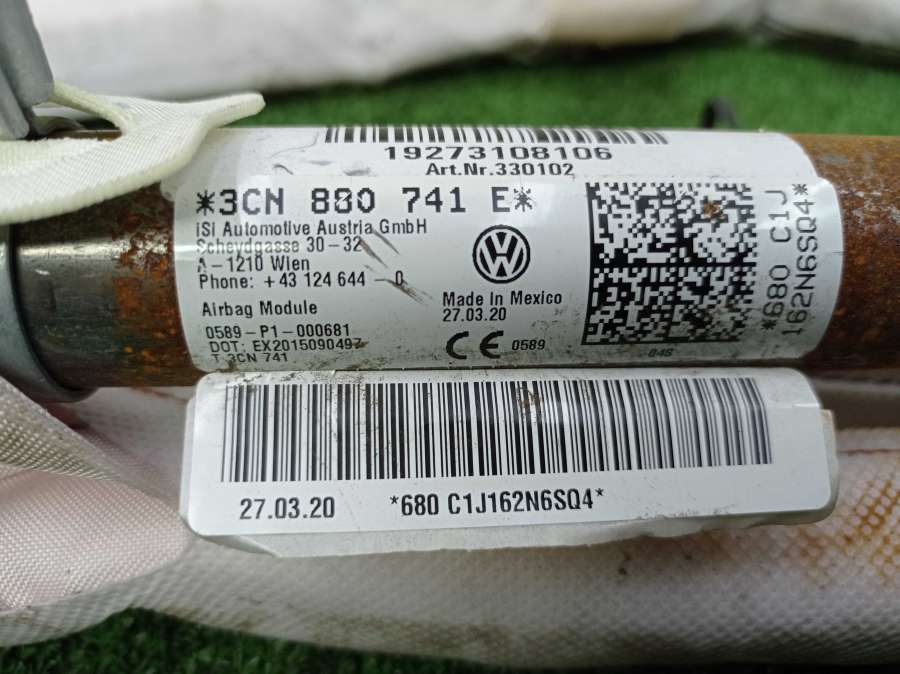 19273108106
Art.Nr.330102
*3CN 880 741 E*
iSi Automotive Austria GmbH
Scheydgasse 30-32
A-1210 Wien
Phone: +43 124 644 -0
Airbag Module
0589-P1-000681
DOT: EX2015090497
T 3CN 741
VW
Made In Mexico
27.03.20
CE 0589
04S
*680 C1J
162N6SQ4*
27.03.20 *680 C1J162N6SQ4*